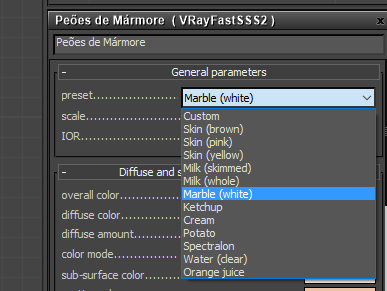 Peões de Mármore ( VRayFastSSS2 ) x
Peões de Mármore
- General parameters
preset..................... Marble (white)
scale.....................
IOR.....................
Custom
Skin (brown)
Skin (pink)
Skin (yellow)
Milk (skimmed)
Milk (whole)
Marble (white)
Ketchup
Cream
Potato
Spectralon
Water (clear)
Orange juice
- Diffuse and s
overall color
diffuse color
diffuse amount
color mode
sub-surface color